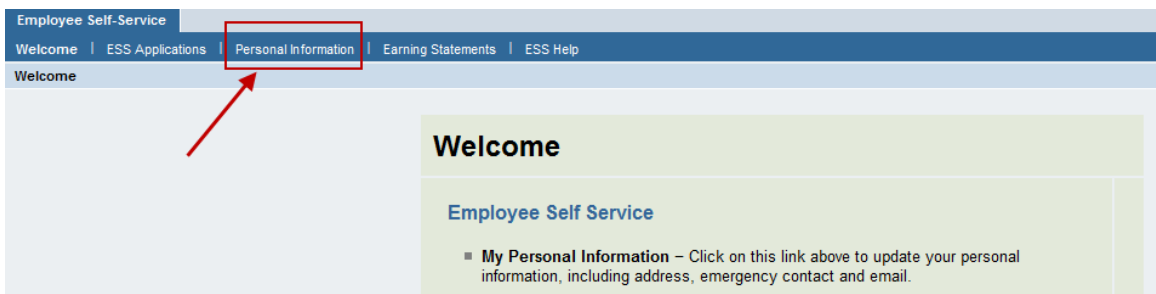 Employee Self-Service
Welcome | ESS Applications | Personal Information | Earning Statements | ESS Help
Welcome
Welcome
Employee Self Service
My Personal Information – Click on this link above to update your personal
information, including address, emergency contact and email.